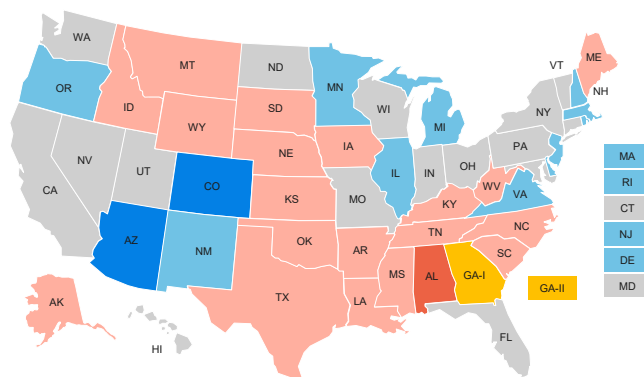 WA
MT
ND
MN
VT
ME
OR
ID
SD
WI
MI
NY
NH
WY
IA
NE
PA
NV
UT
IL
IN
OH
MA
CA
CO
KS
MO
KY
WV
VA
RI
CT
AZ
NM
OK
AR
TN
NC
NJ
SC
DE
MS
AL
GA-I
GA-II
MD
AK
TX
LA
HI
FL